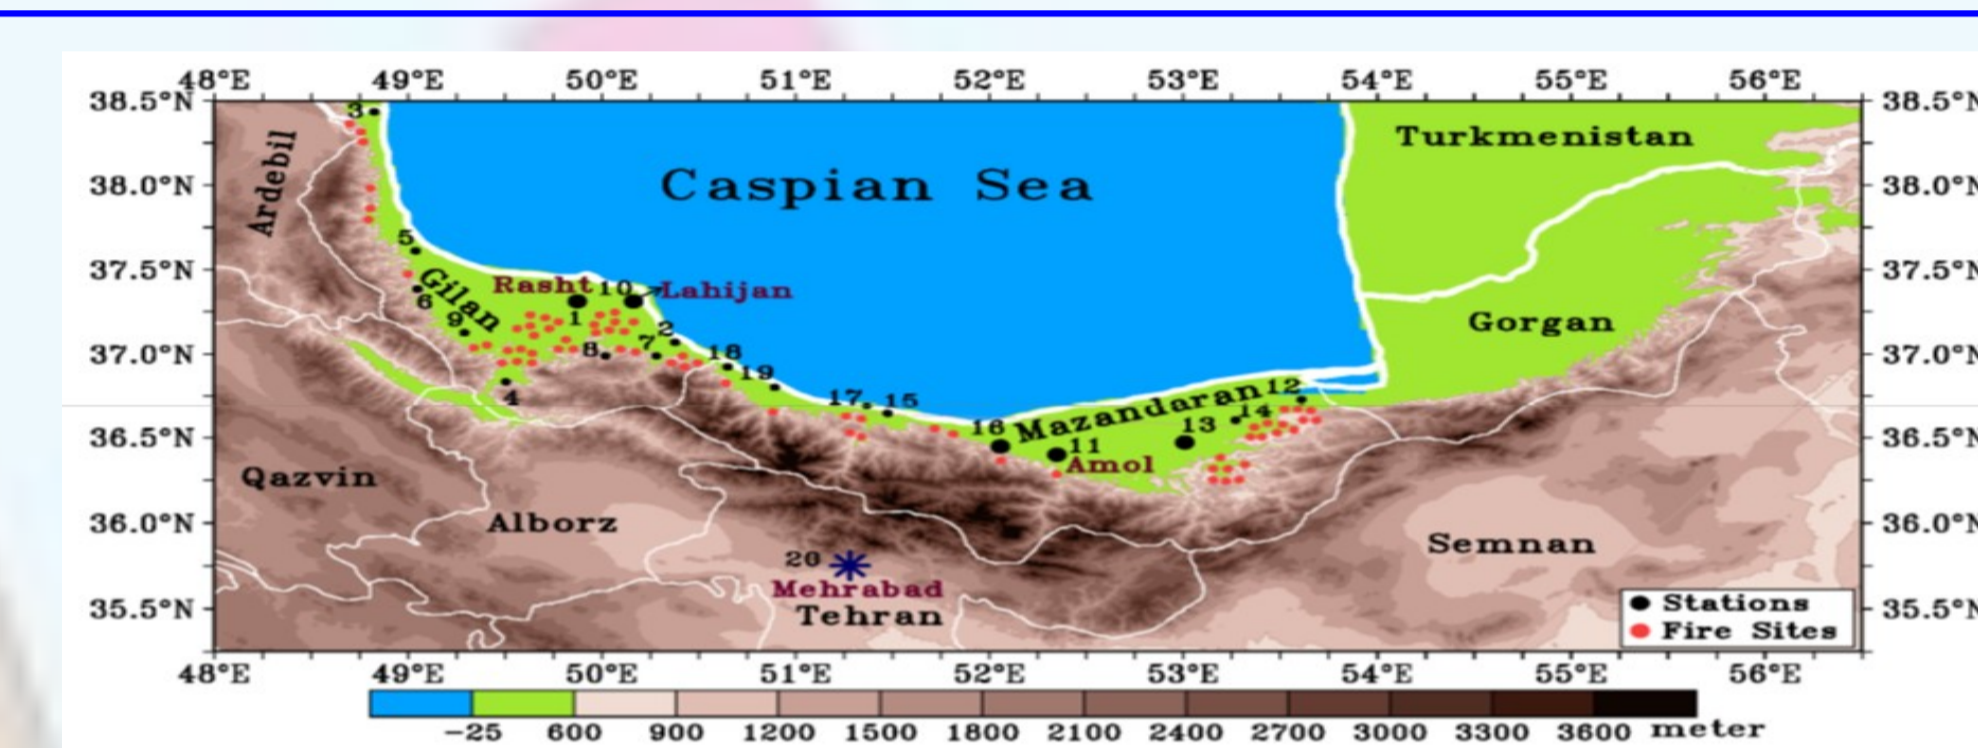 48°E 49°E 50°E 51°E 52°E 53°E 54°E 55°E 56°E
38.5°N 38.5°N
3
Turkmenistan
Ardebil
Caspian Sea
38.0°N 38.0°N
5
37.5°N 37.5°N
Gilan
Rasht 10 Lahijan
6
9
1
2
Gorgan
37.0°N 37.0°N
8 7 18
19
4
17 15
Mazandaran 12
14
16 13
36.5°N 36.5°N
11
Amol
Qazvin
36.0°N 36.0°N
Alborz
Semnan
20
Mehrabad
Tehran
35.5°N 35.5°N
Stations
Fire Sites
48°E 49°E 50°E 51°E 52°E 53°E 54°E 55°E 56°E
-25 600 900 1200 1500 1800 2100 2400 2700 3000 3300 3600 meter